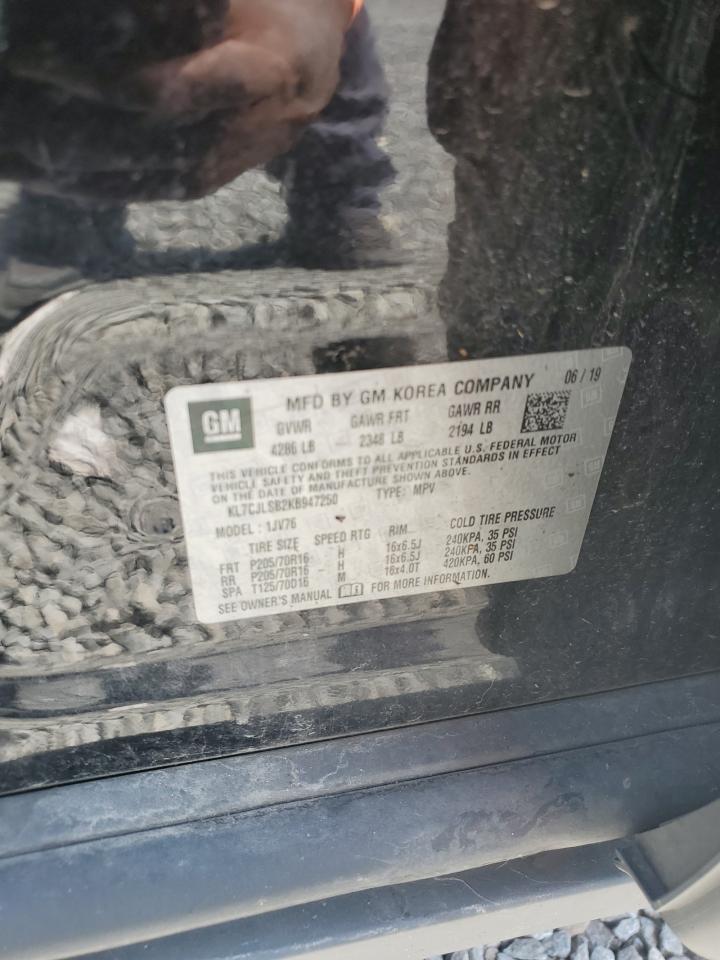 GM
MFD BY GM KOREA COMPANY 06 / 19
GVWR GAWR FRT GAWR RR
4286 LB 2348 LB 2194 LB
THIS VEHICLE CONFORMS TO ALL APPLICABLE U.S. FEDERAL MOTOR
VEHICLE SAFETY AND THEFT PREVENTION STANDARDS IN EFFECT
ON THE DATE OF MANUFACTURE SHOWN ABOVE.
KL7CJLSB2KB947250 TYPE: MPV
MODEL : 1JV76
TIRE SIZE SPEED RTG RIM COLD TIRE PRESSURE
FRT P205/70R16 - H 16x6.5J 240KPA, 35 PSI
RR P205/70R16 - H 16x6.5J 240KPA, 35 PSI
SPA T125/70D16 M 16x4.0T 420KPA, 60 PSI
SEE OWNER'S MANUAL FOR MORE INFORMATION.